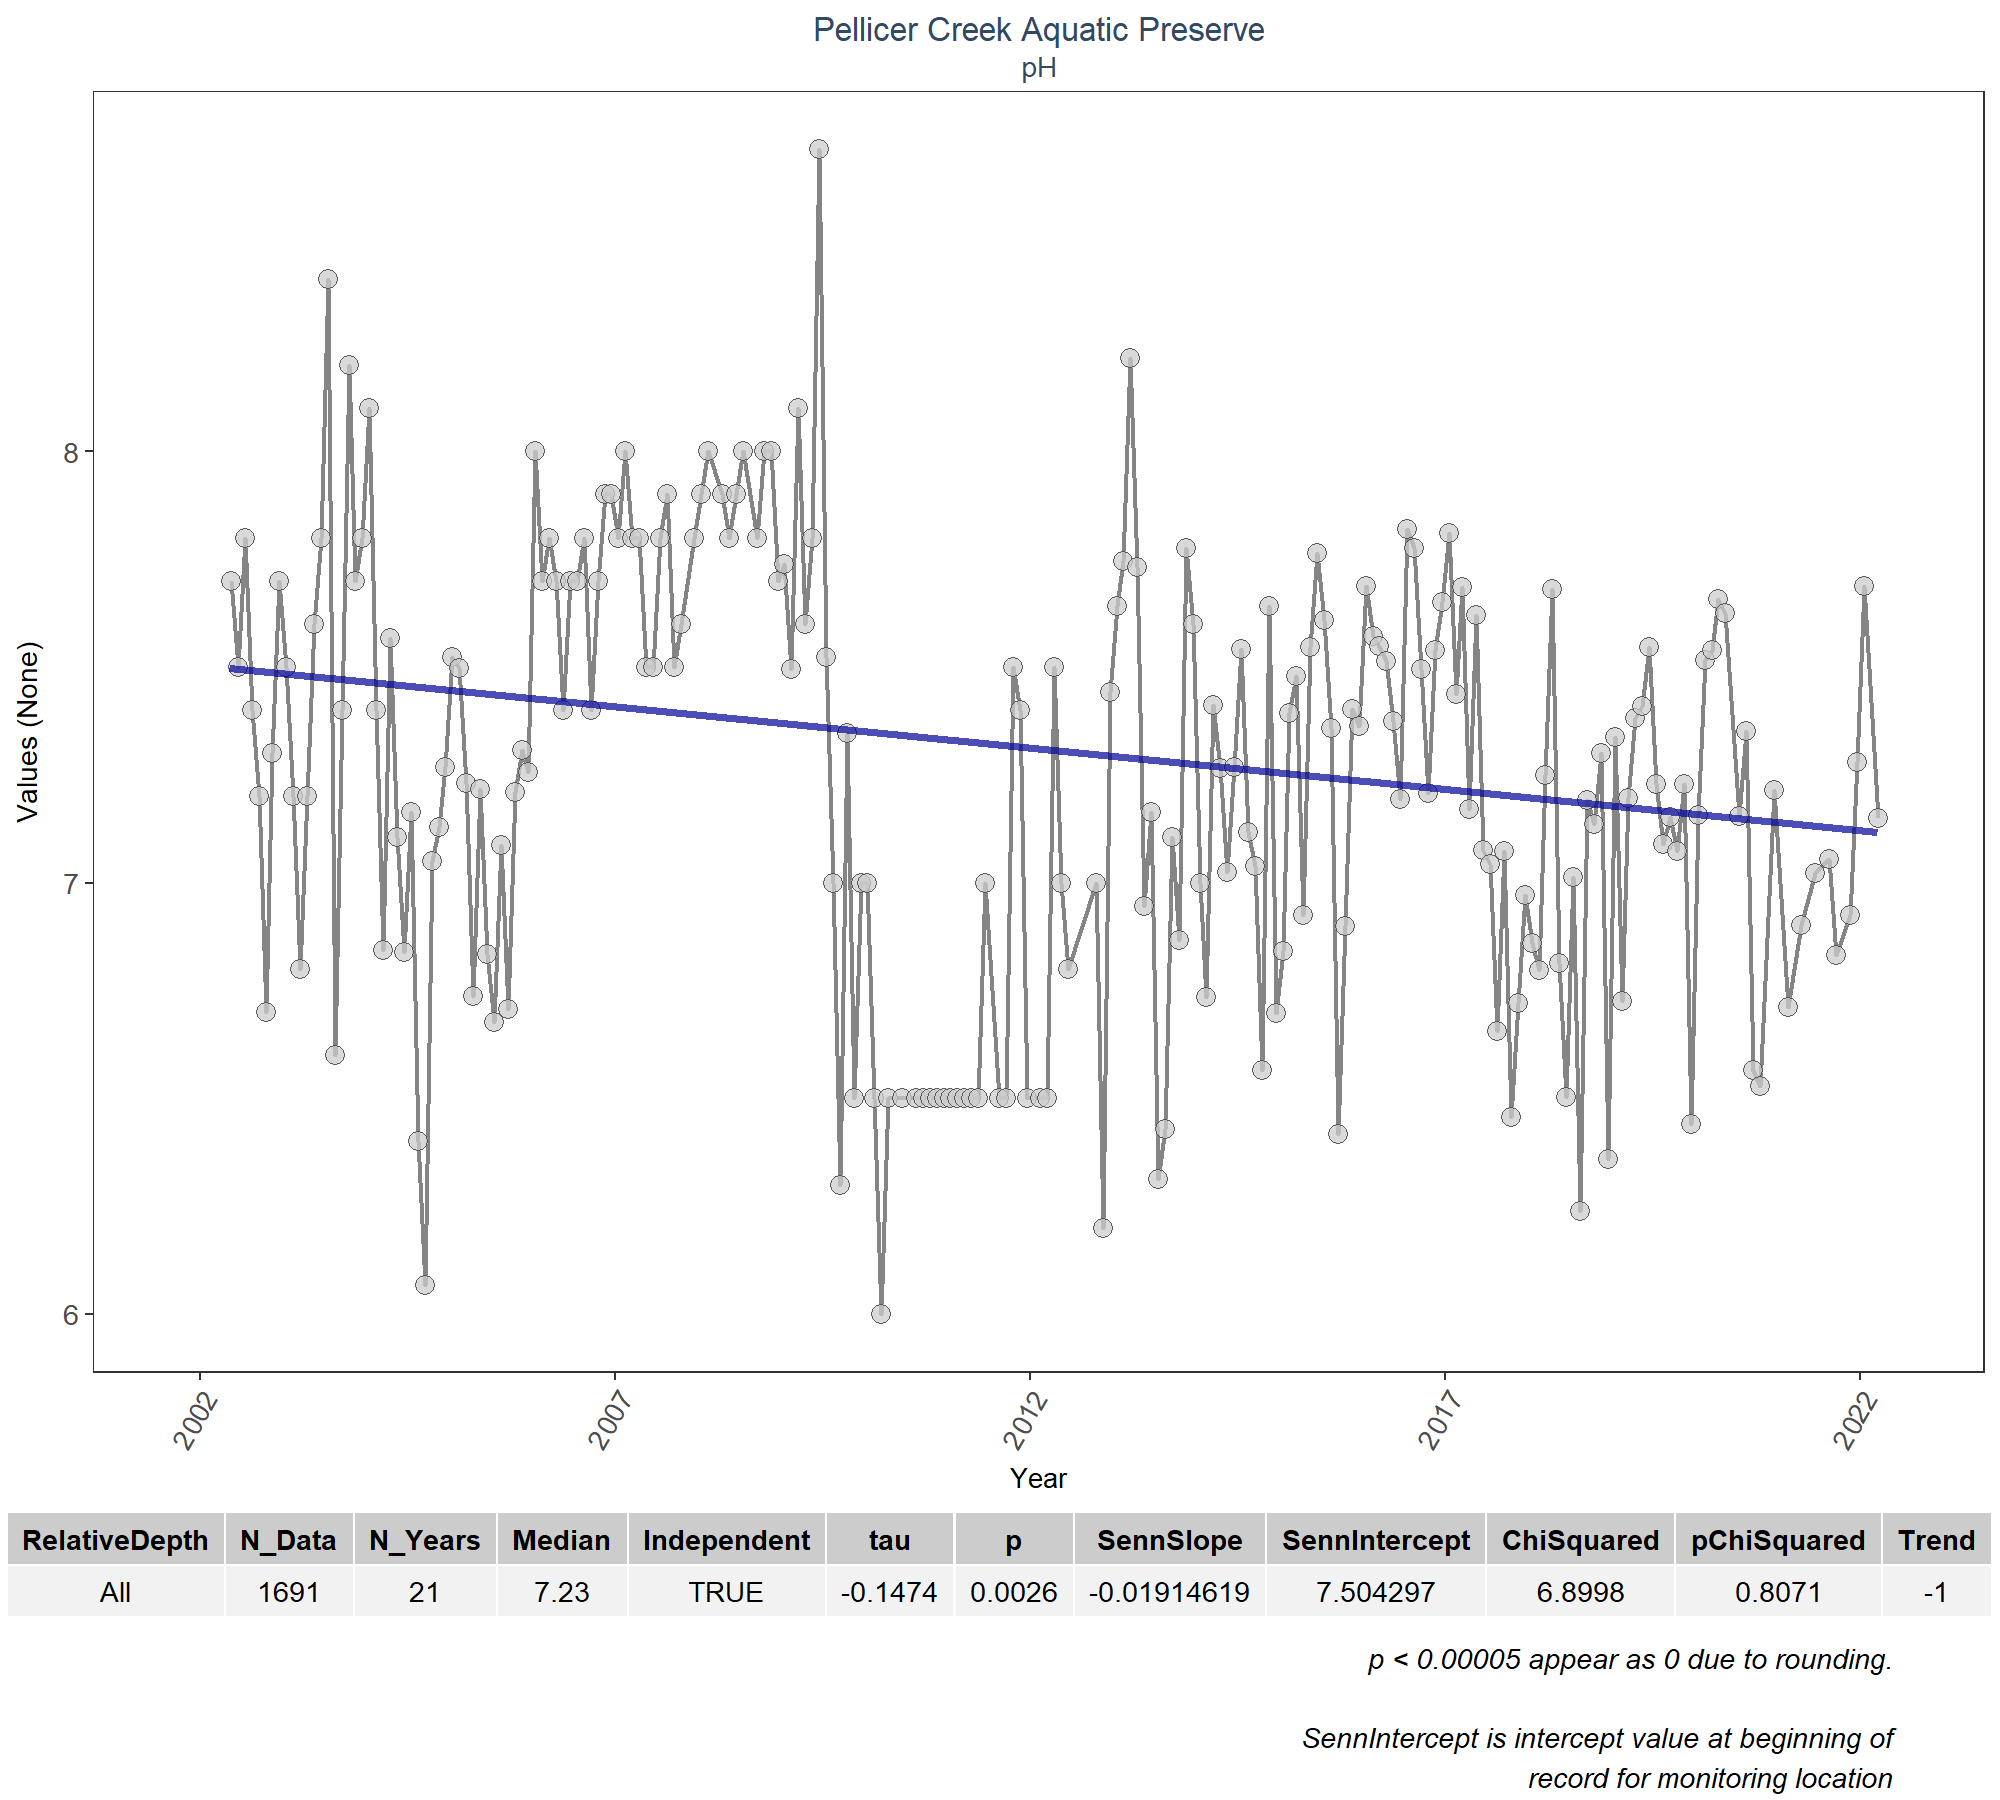 Pellicer Creek Aquatic Preserve
pH
Values (None)
8
7
6
2002 2007 2012 2017 2022
Year
RelativeDepth N_Data N_Years Median Independent tau p SennSlope SennIntercept ChiSquared pChiSquared Trend
All 1691 21 7.23 TRUE -0.1474 0.0026 -0.01914619 7.504297 6.8998 0.8071 -1
p < 0.00005 appear as 0 due to rounding.
SennIntercept is intercept value at beginning of
record for monitoring location